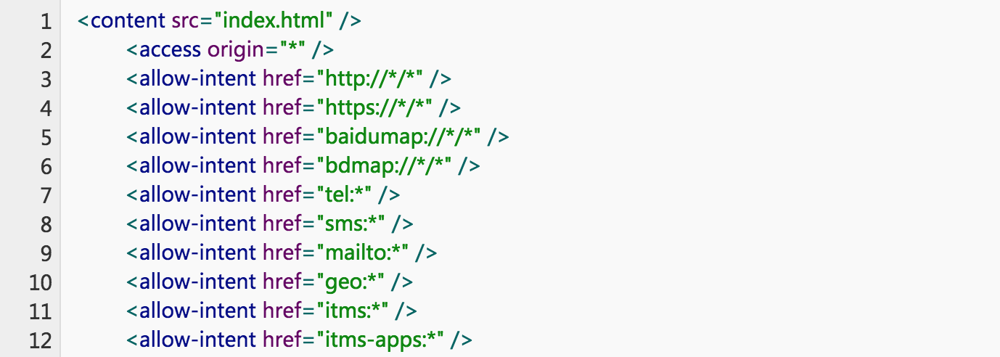 1 <content src="index.html" />
2 <access origin="*" />
3 <allow-intent href="http://*/*" />
4 <allow-intent href="https://*/*" />
5 <allow-intent href="baidumap://*/*" />
6 <allow-intent href="bdmap://*/*" />
7 <allow-intent href="tel:*" />
8 <allow-intent href="sms:*" />
9 <allow-intent href="mailto:*" />
10 <allow-intent href="geo:*" />
11 <allow-intent href="itms:*" />
12 <allow-intent href="itms-apps:*" />